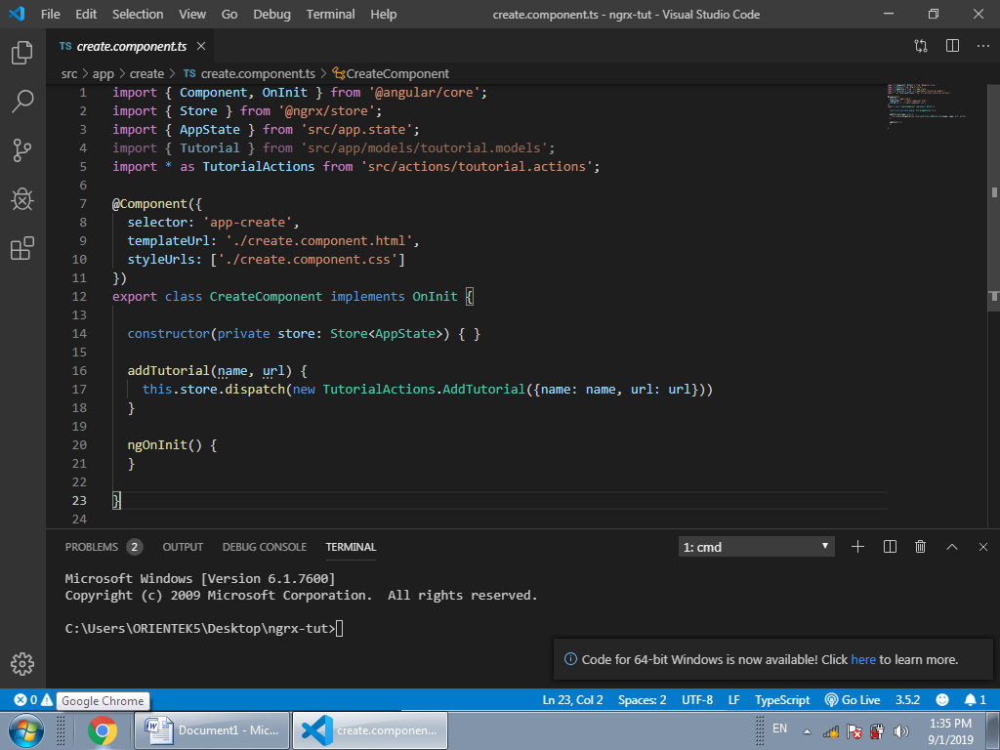 File Edit Selection View Go Debug Terminal Help create.component.ts - ngrx-tut - Visual Studio Code
TS create.component.ts
src > app > create > TS create.component.ts > CreateComponent
1 import { Component, OnInit } from '@angular/core';
2 import { Store } from '@ngrx/store';
3 import { AppState } from 'src/app.state';
4 import { Tutorial } from 'src/app/models/toutorial.models';
5 import * as TutorialActions from 'src/actions/toutorial.actions';
6
7 @Component({
8 selector: 'app-create',
9 templateUrl: './create.component.html',
10 styleUrls: ['./create.component.css']
11 })
12 export class CreateComponent implements OnInit {
13
14 constructor(private store: Store<AppState>) { }
15
16 addTutorial(name, url) {
17 this.store.dispatch(new TutorialActions.AddTutorial({name: name, url: url}))
18 }
19
20 ngOnInit() {
21 }
22
23 }
24
PROBLEMS 2 OUTPUT DEBUG CONSOLE TERMINAL 1: cmd
Microsoft Windows [Version 6.1.7600]
Copyright (c) 2009 Microsoft Corporation.  All rights reserved.
C:\Users\ORIENTEK5\Desktop\ngrx-tut>
Code for 64-bit Windows is now available! Click here to learn more.
0 Ln 23, Col 2 Spaces: 2 UTF-8 LF TypeScript Go Live 3.5.2 1
Google Chrome
Document1 - Mic... create.componen... EN 1:35 PM
9/1/2019